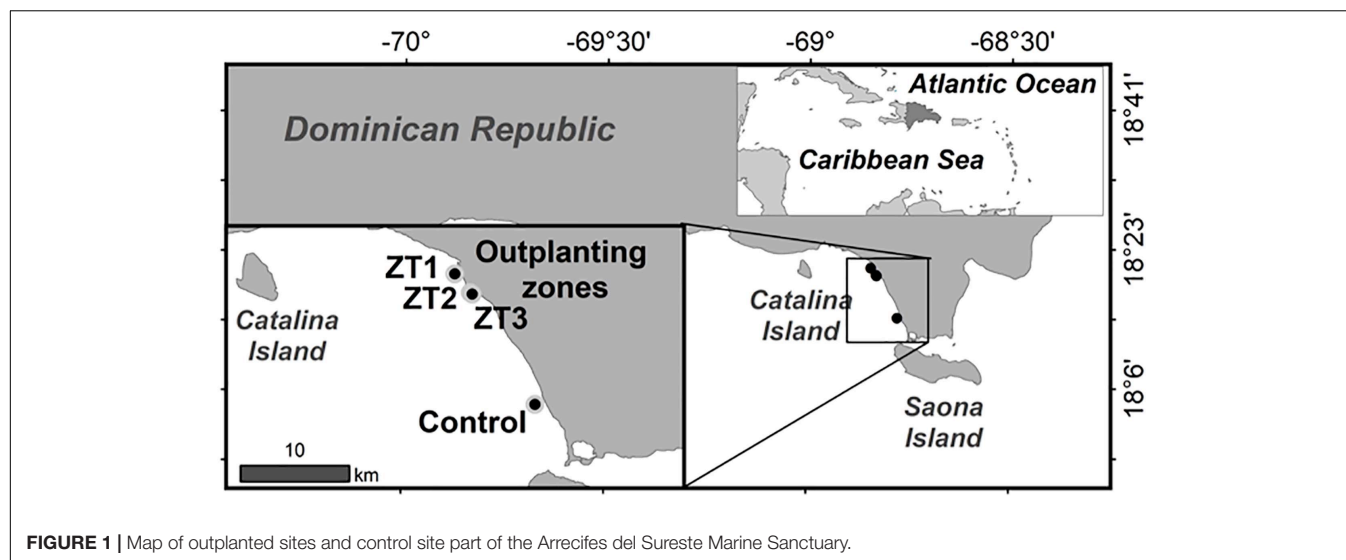 -70° -69°30' -69° -68°30'
Atlantic Ocean
Dominican Republic
Caribbean Sea
18°41'
18°23'
18°6'
Outplanting
zones
ZT1
ZT2
ZT3
Catalina
Island
Control
10
km
Catalina
Island
Saona
Island
FIGURE 1 | Map of outplanted sites and control site part of the Arrecifes del Sureste Marine Sanctuary.